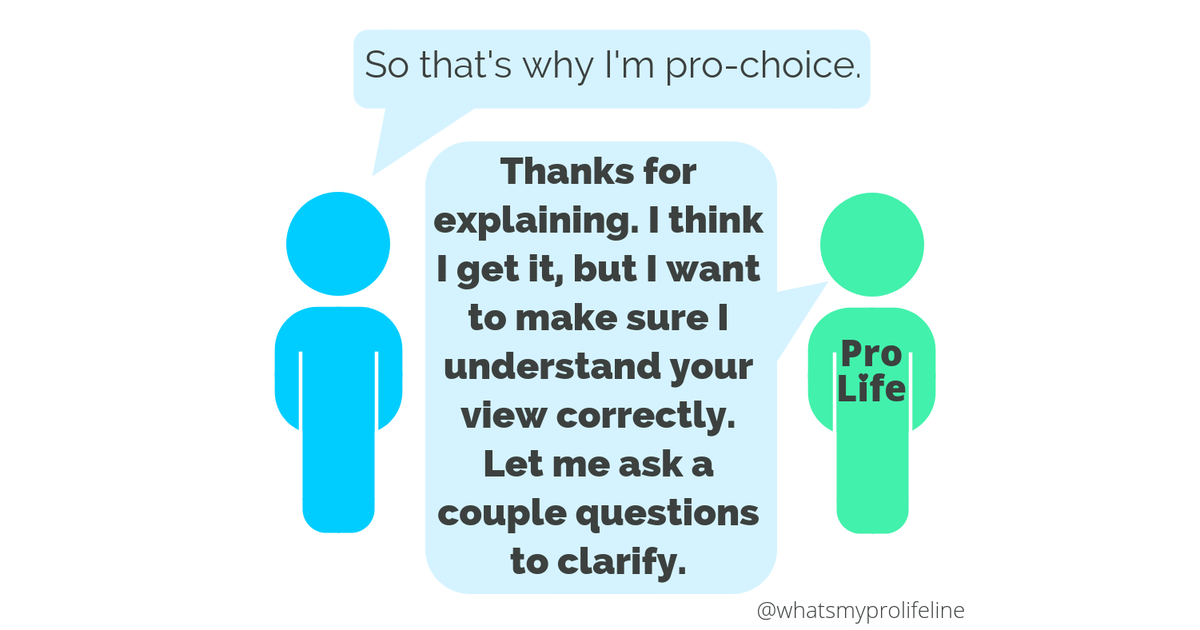 So that's why I'm pro-choice.
Thanks for
explaining. I think
I get it, but I want
to make sure I
understand your
view correctly.
Let me ask a
couple questions
to clarify.
Pro
Life
@whatsmyprolifeline